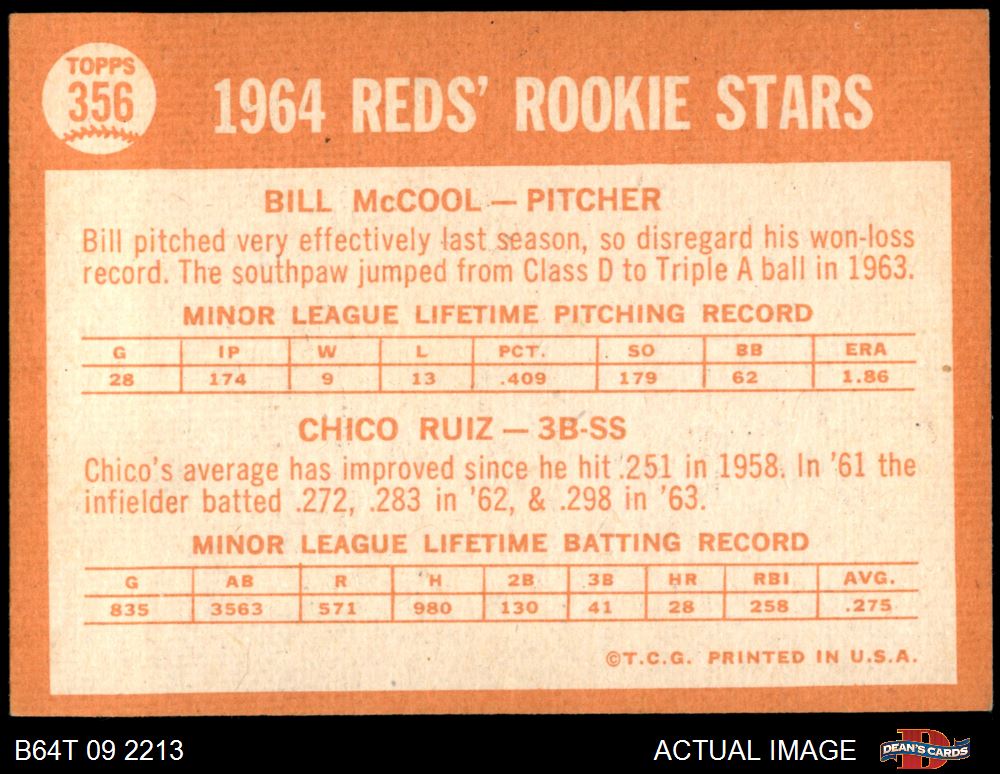 TOPPS
356
1964 REDS' ROOKIE STARS
BILL McCOOL — PITCHER
Bill pitched very effectively last season, so disregard his won-loss
record. The southpaw jumped from Class D to Triple A ball in 1963.
MINOR LEAGUE LIFETIME PITCHING RECORD
G IP W L PCT. SO BB ERA
28 174 9 13 .409 179 62 1.86
CHICO RUIZ — 3B-SS
Chico's average has improved since he hit .251 in 1958. In '61 the
infielder batted .272, .283 in '62, & .298 in '63.
MINOR LEAGUE LIFETIME BATTING RECORD
G AB R H 2B 3B HR RBI AVG.
835 3563 571 980 130 41 28 258 .275
©T.C.G. PRINTED IN U.S.A.
B64T 09 2213
ACTUAL IMAGE
DEAN'S CARDS